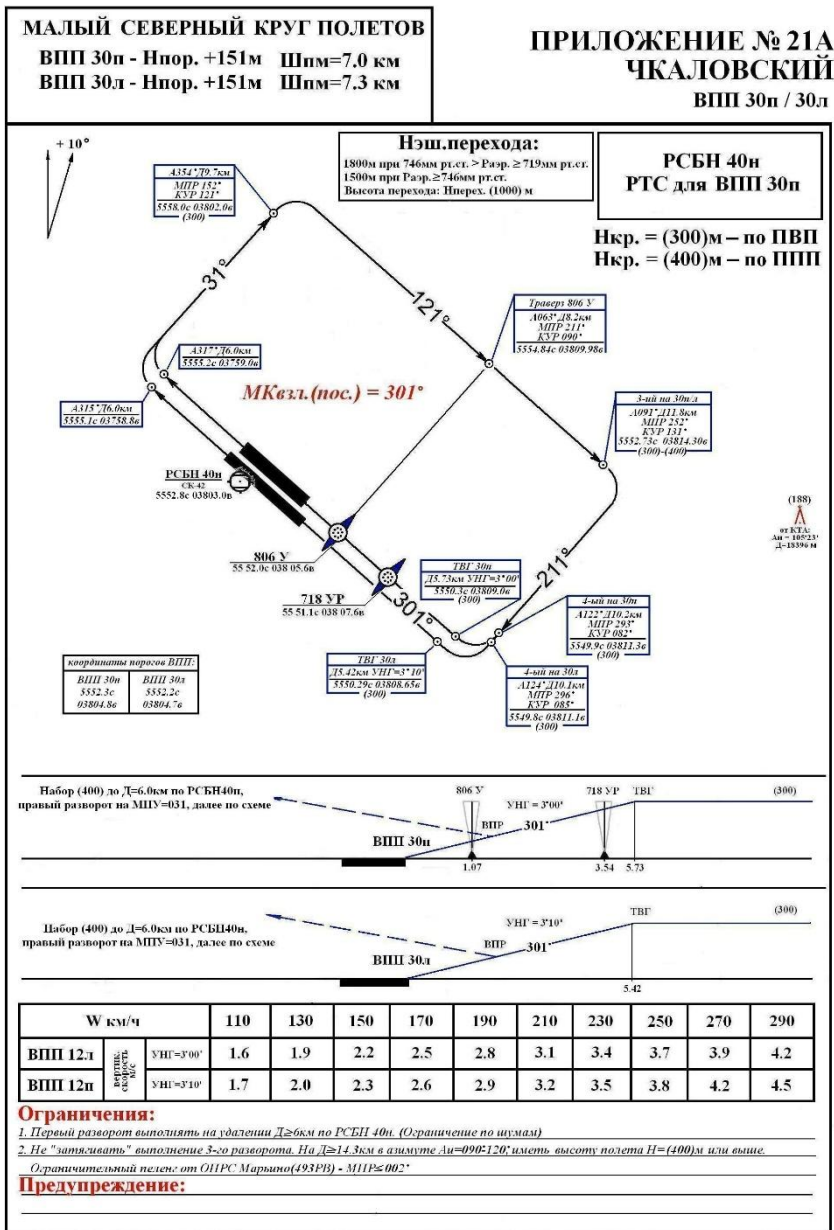 МАЛЫЙ СЕВЕРНЫЙ КРУГ ПОЛЕТОВ
ВПП 30п - Нпор. +151м Шпм=7.0 км
ВПП 30л - Нпор. +151м Шпм=7.3 км
ПРИЛОЖЕНИЕ № 21А
ЧКАЛОВСКИЙ
ВПП 30п / 30л
+ 10°
Нэш.перехода:
1800м при 746мм рт.ст. > Раэр. ≥ 719мм рт.ст.
1500м при Раэр.≥746мм рт.ст.
Высота перехода: Нперех. (1000) м
РСБН 40н
РТС для ВПП 30п
Нкр. = (300)м – по ПВП
Нкр. = (400)м – по ППП
А354°Д9.7км
МПР 152°
КУР 121°
5558.0с 03802.0в
(300)
31°
121°
Траверз 806 У
А063°Д8.2км
МПР 211°
КУР 090°
5554.84с 03809.98в
А317°Д6.0км
5555.2с 03759.0в
МКвзл.(пос.) = 301°
А315°Д6.0км
5555.1с 03758.8в
3-ий на 30п/л
А091°Д11.8км
МПР 252°
КУР 131°
5552.73с 03814.30в
(300)-(400)
РСБН 40н
СК-42
5552.8с 03803.0в
(188)
от КТА:
Аи = 105°23'
Д=18396 м
806 У
55 52.0с 038 05.6в
718 УР
55 51.1с 038 07.6в
301°
211°
ТВГ 30п
Д5.73км УНГ=3°00'
5550.3с 03809.0в
(300)
4-ый на 30п
А122°Д10.2км
МПР 293°
КУР 082°
5549.9с 03811.3в
(300)
координаты порогов ВПП:
ВПП 30п ВПП 30л
5552.3с 5552.2с
03804.8в 03804.7в
ТВГ 30л
Д5.42км УНГ=3°10'
5550.29с 03808.65в
(300)
4-ый на 30л
А124°Д10.1км
МПР 296°
КУР 085°
5549.8с 03811.1в
(300)
Набор (400) до Д=6.0км по РСБН40п,
правый разворот на МПУ=031, далее по схеме
806 У
718 УР ТВГ (300)
УНГ = 3°00'
ВПР 301°
ВПП 30п
1.07 3.54 5.73
Набор (400) до Д=6.0км по РСБН40н,
правый разворот на МПУ=031, далее по схеме
ТВГ (300)
УНГ = 3°10'
ВПР 301°
ВПП 30л
5.42
W км/ч 110 130 150 170 190 210 230 250 270 290
ВПП 12л вертик. скорость м/с УНГ=3°00' 1.6 1.9 2.2 2.5 2.8 3.1 3.4 3.7 3.9 4.2
ВПП 12п УНГ=3°10' 1.7 2.0 2.3 2.6 2.9 3.2 3.5 3.8 4.2 4.5
Ограничения:
1. Первый разворот выполнять на удалении Д≥6км по РСБН 40н. (Ограничение по шумам)
2. Не "затягивать" выполнение 3-го разворота. На Д≥14.3км в азимуте Аи=090°-120°, иметь высоту полета Н=(400)м или выше.
Ограничительный пеленг от ОПРС Марьино(493РВ) - МПР≤002°
Предупреждение: